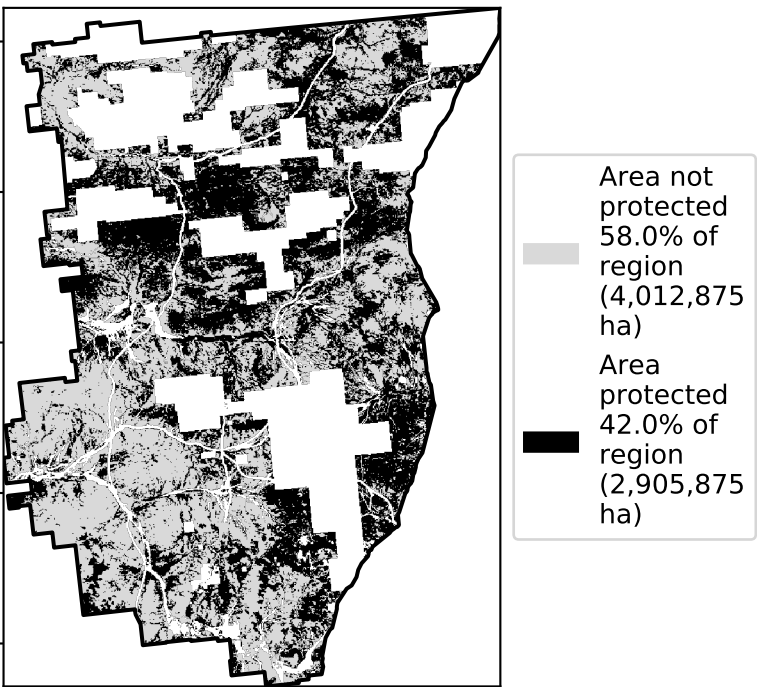 Area not
protected
58.0% of
region
(4,012,875
ha)
Area
protected
42.0% of
region
(2,905,875
ha)